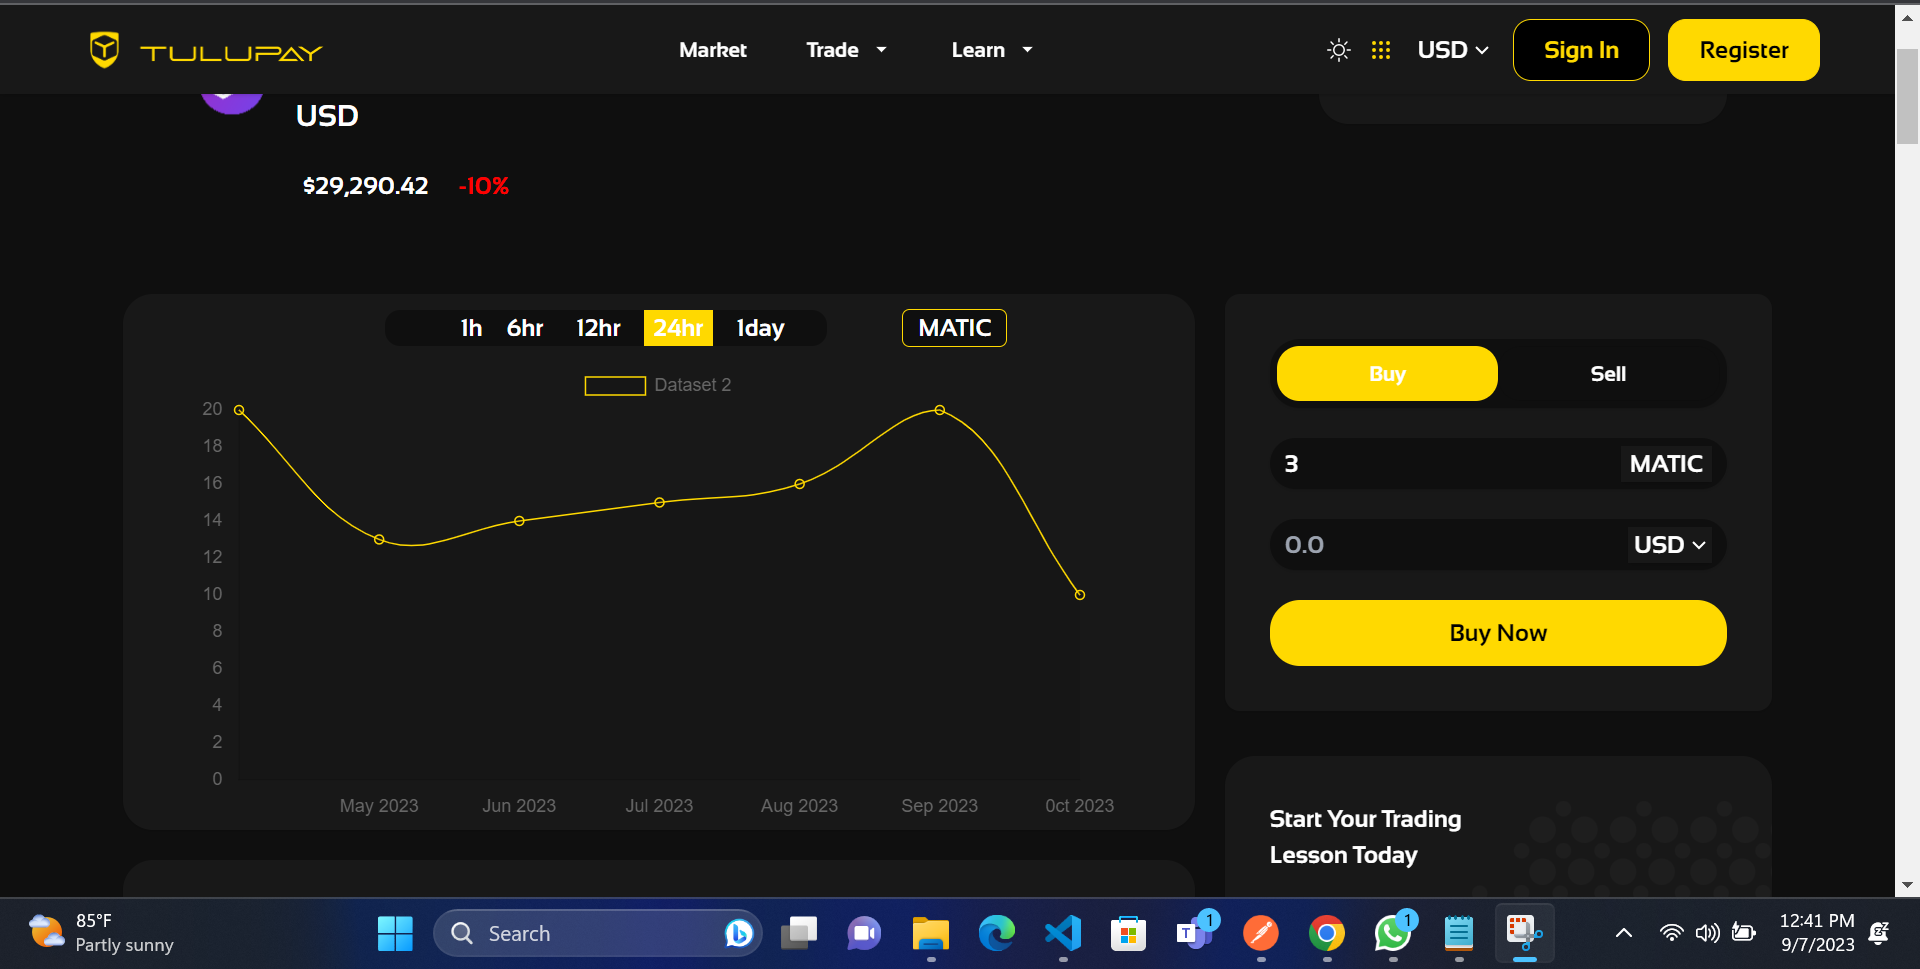 TULUPAY
Market
Trade
Learn
USD
Sign In
Register
USD
$29,290.42 -10%
1h 6hr 12hr 24hr 1day
MATIC
Dataset 2
20
18
16
14
12
10
8
6
4
2
0
May 2023 Jun 2023 Jul 2023 Aug 2023 Sep 2023 0ct 2023
Buy Sell
3 MATIC
0.0 USD
Buy Now
Start Your Trading
Lesson Today
85°F
Partly sunny
Search
1
1
12:41 PM
9/7/2023